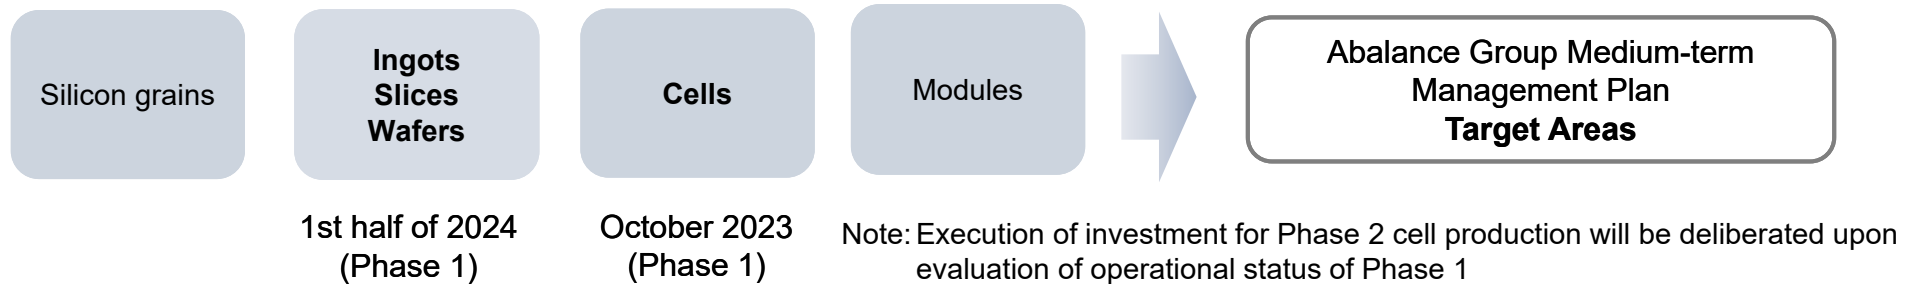 Silicon grains
Ingots
Slices
Wafers
Cells
Modules
Abalance Group Medium-term
Management Plan
Target Areas
1st half of 2024
(Phase 1)
October 2023
(Phase 1)
Note: Execution of investment for Phase 2 cell production will be deliberated upon
evaluation of operational status of Phase 1